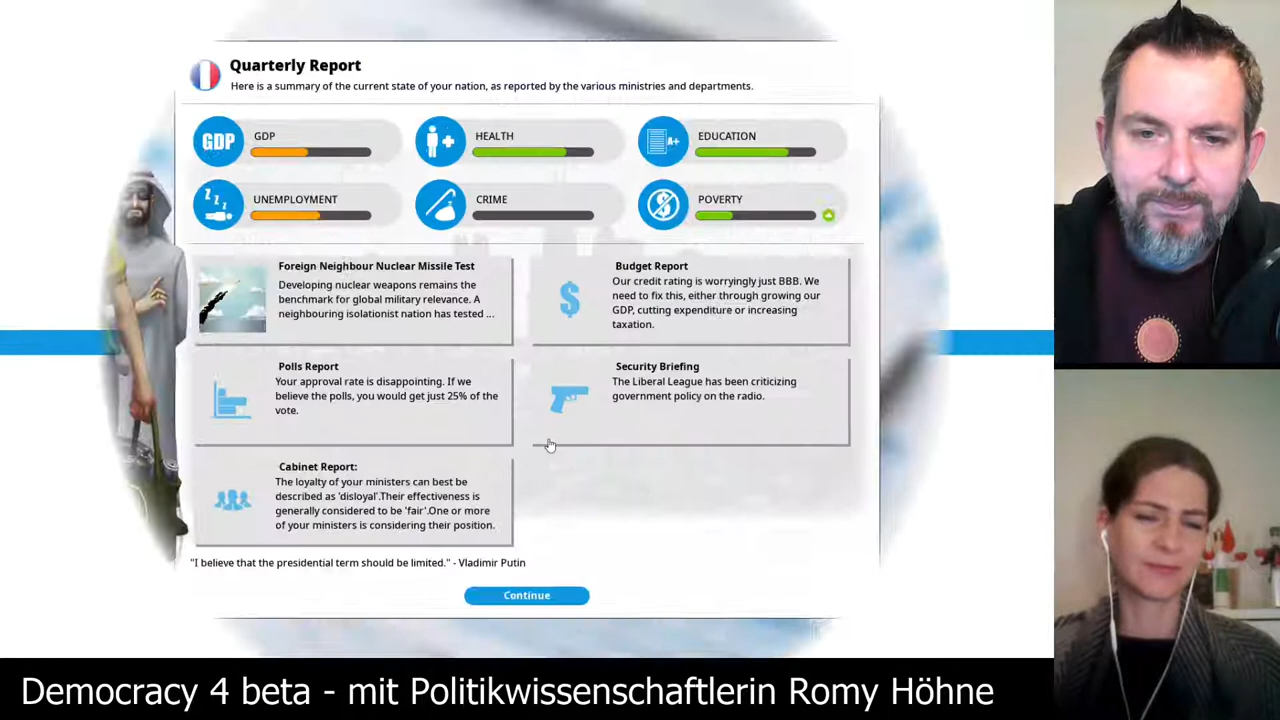 Quarterly Report
Here is a summary of the current state of your nation, as reported by the various ministries and departments.
GDP
GDP
HEALTH
A+
EDUCATION
Z Z Z
UNEMPLOYMENT
CRIME
$
POVERTY
Foreign Neighbour Nuclear Missile Test
Developing nuclear weapons remains the
benchmark for global military relevance. A
neighbouring isolationist nation has tested ...
$
Budget Report
Our credit rating is worryingly just BBB. We
need to fix this, either through growing our
GDP, cutting expenditure or increasing
taxation.
Polls Report
Your approval rate is disappointing. If we
believe the polls, you would get just 25% of the
vote.
Security Briefing
The Liberal League has been criticizing
government policy on the radio.
Cabinet Report:
The loyalty of your ministers can best be
described as 'disloyal'.Their effectiveness is
generally considered to be 'fair'.One or more
of your ministers is considering their position.
"I believe that the presidential term should be limited." - Vladimir Putin
Continue
Democracy 4 beta - mit Politikwissenschaftlerin Romy Höhne